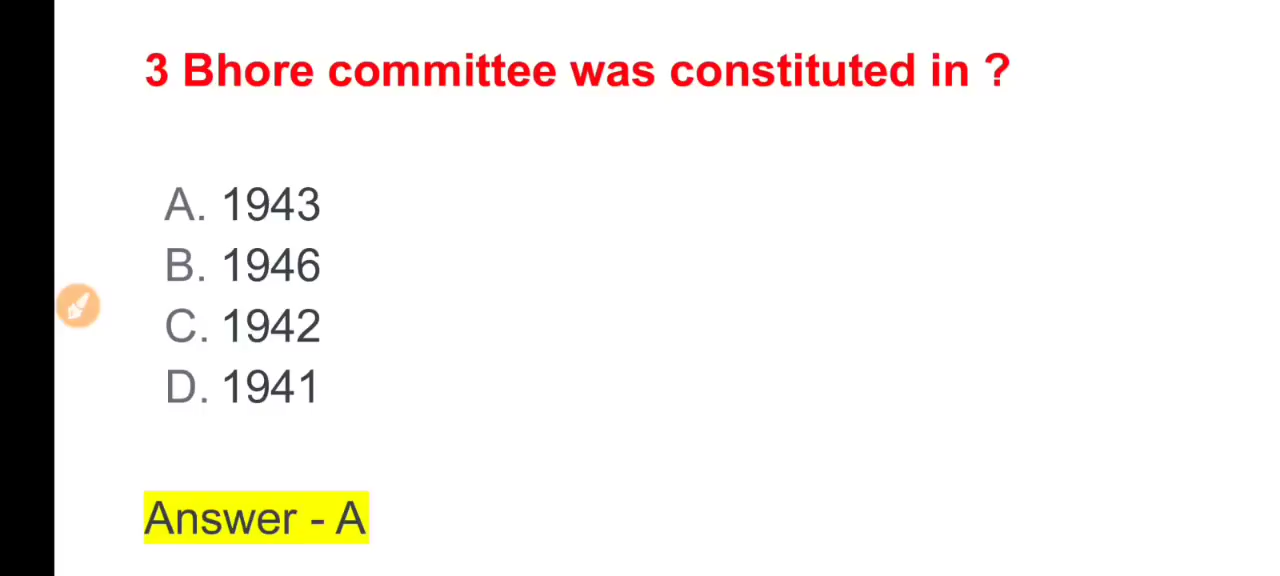 3 Bhore committee was constituted in ?
A. 1943
B. 1946
C. 1942
D. 1941
Answer - A